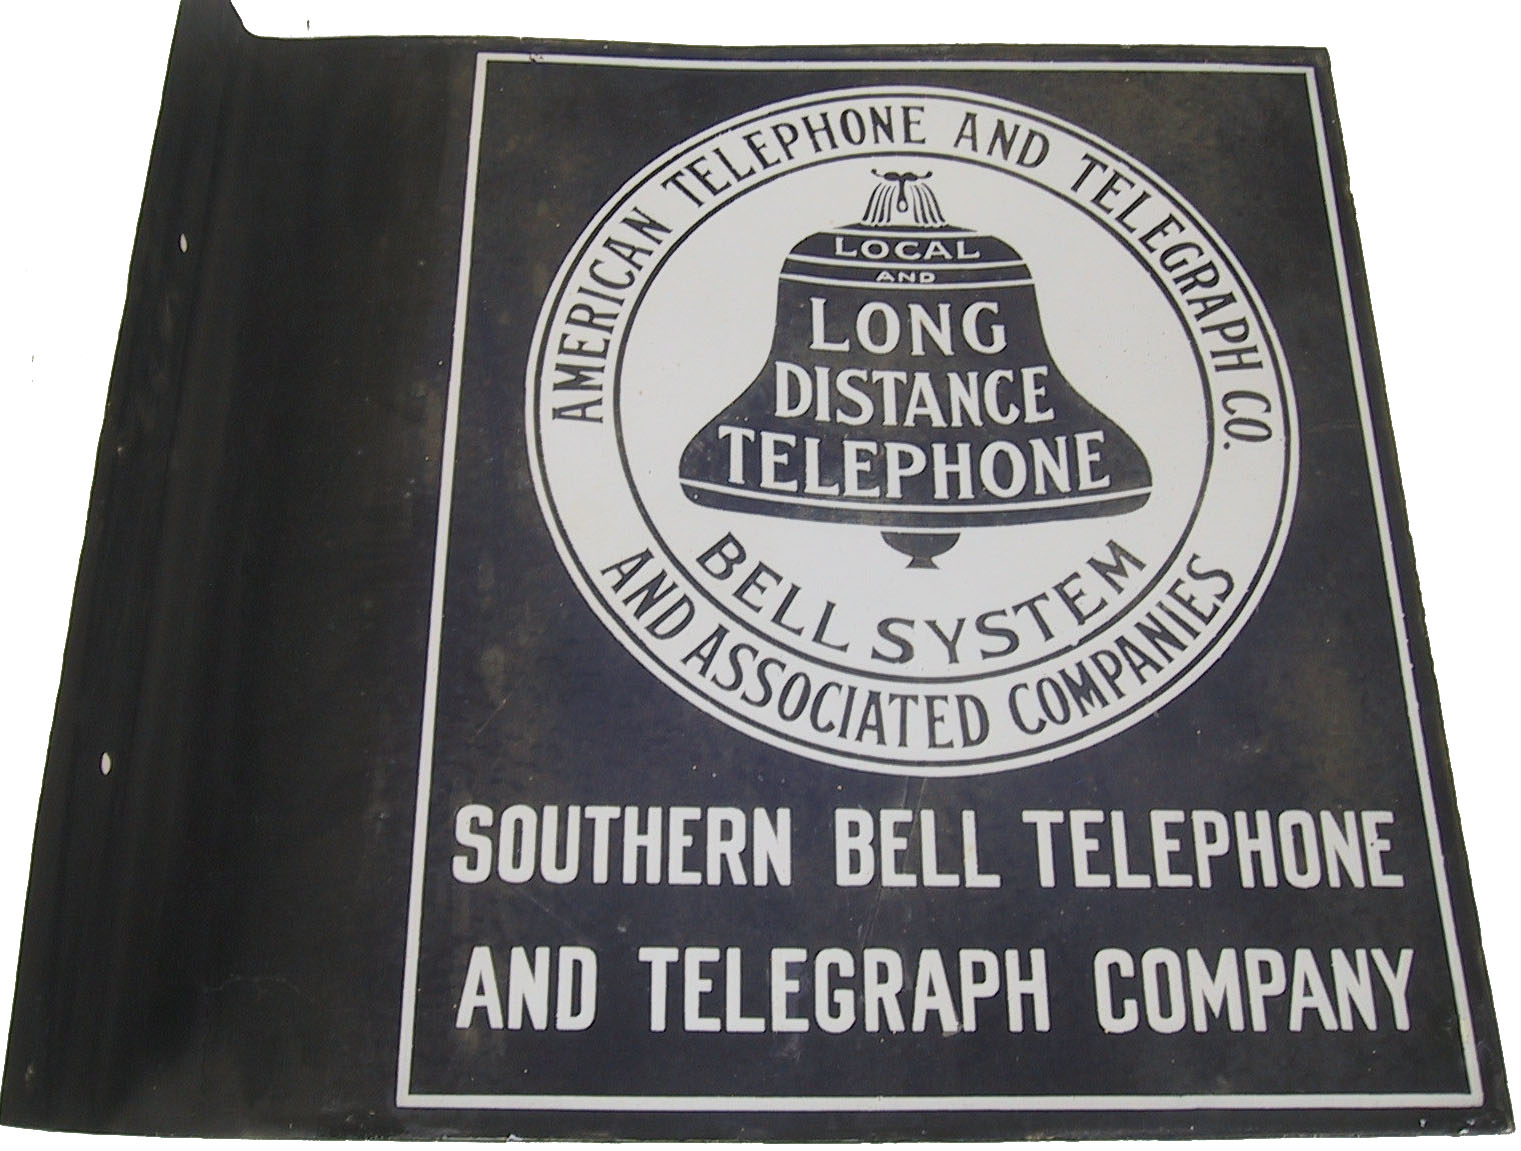 AMERICAN TELEPHONE AND TELEGRAPH CO.
AND ASSOCIATED COMPANIES
LOCAL
AND
LONG
DISTANCE
TELEPHONE
BELL SYSTEM
SOUTHERN BELL TELEPHONE
AND TELEGRAPH COMPANY